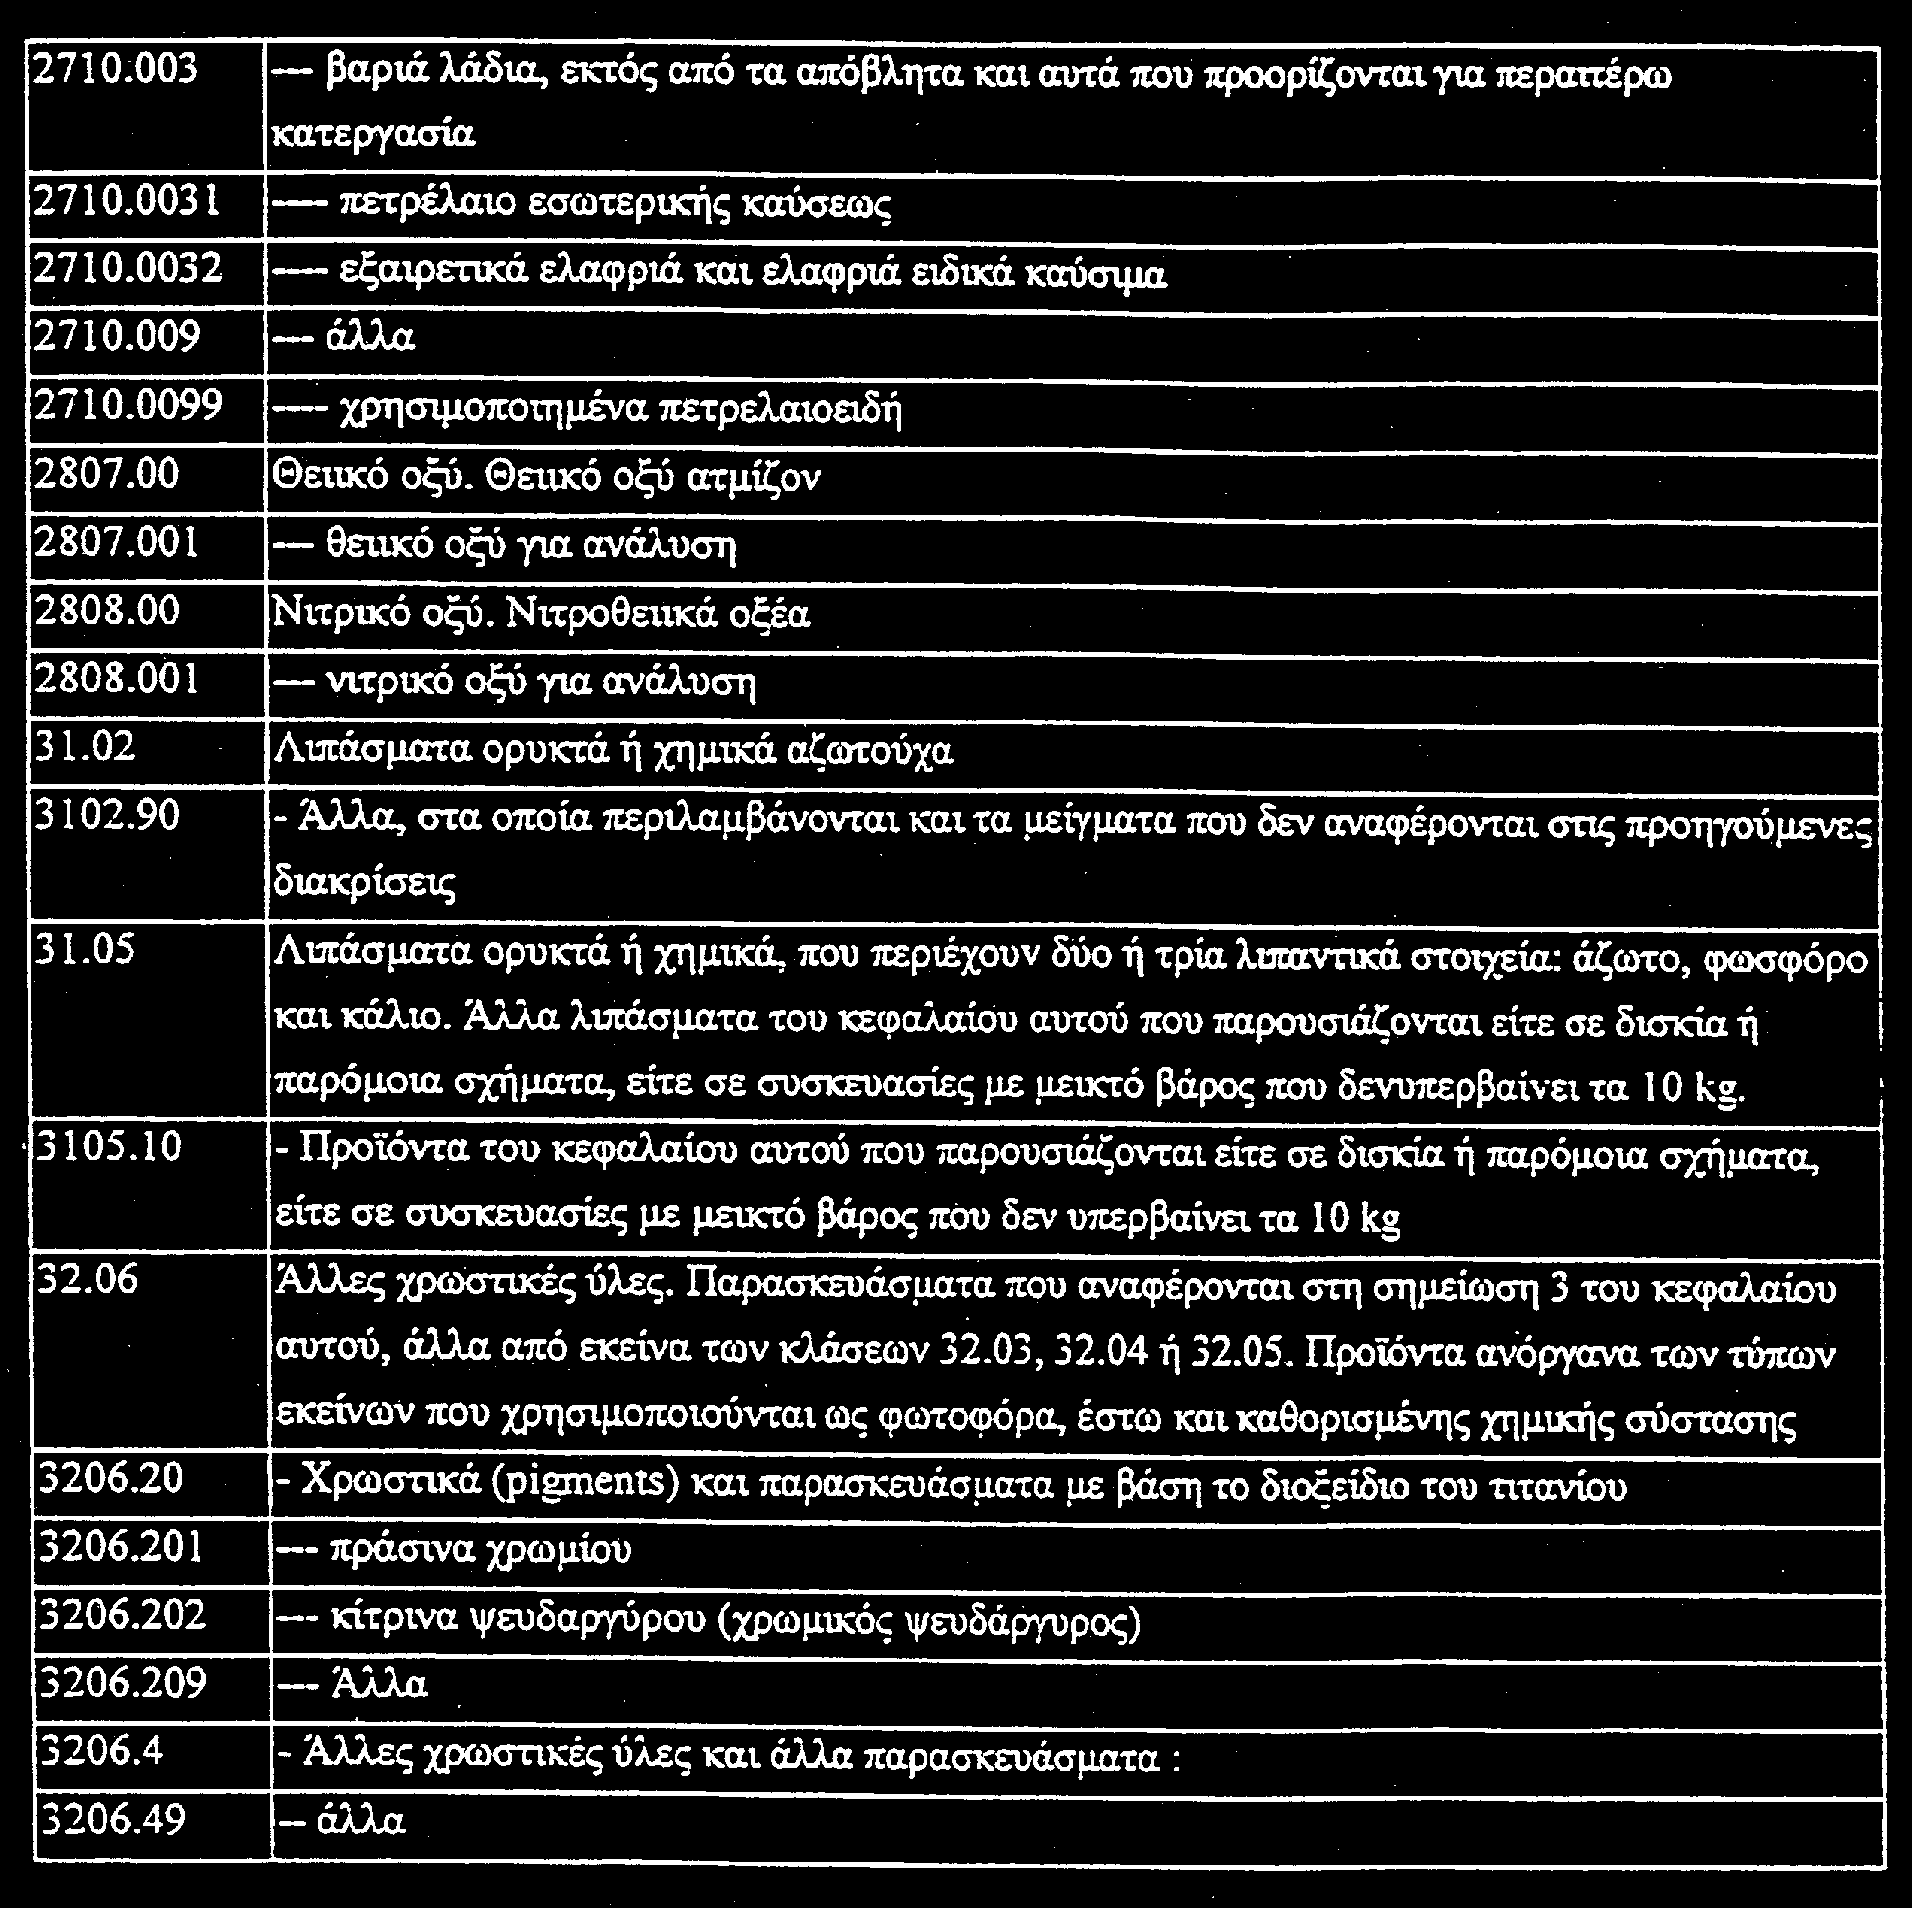 2710.003 — βαριά λάδια, εκτός από τα απόβλητα και αυτά που προορίζονται για περαιτέρω
κατεργασία
2710.0031 — πετρέλαιο εσωτερικής καύσεως
2710.0032 — εξαιρετικά ελαφριά και ελαφριά ειδικά καύσιμα
2710.009 — άλλα
2710.0099 — χρησιμοποιημένα πετρελαιοειδή
2807.00 Θειικό οξύ. Θειικό οξύ ατμίζον
2807.001 — θειικό οξύ για ανάλυση
2808.00 Νιτρικό οξύ. Νιτροθειικά οξέα
2808.001 — νιτρικό οξύ για ανάλυση
31.02 Λιπάσματα ορυκτά ή χημικά αζωτούχα
3102.90 - Άλλα, στα οποία περιλαμβάνονται και τα μείγματα που δεν αναφέρονται στις προηγούμενες
διακρίσεις
31.05 Λιπάσματα ορυκτά ή χημικά, που περιέχουν δύο ή τρία λιπαντικά στοιχεία: άζωτο, φωσφόρο
και κάλιο. Άλλα λιπάσματα του κεφαλαίου αυτού που παρουσιάζονται είτε σε δισκία ή
παρόμοια σχήματα, είτε σε συσκευασίες με μεικτό βάρος που δενυπερβαίνει τα 10 kg.
3105.10 - Προϊόντα του κεφαλαίου αυτού που παρουσιάζονται είτε σε δισκία ή παρόμοια σχήματα,
είτε σε συσκευασίες με μεικτό βάρος που δεν υπερβαίνει τα 10 kg
32.06 Άλλες χρωστικές ύλες. Παρασκευάσματα που αναφέρονται στη σημείωση 3 του κεφαλαίου
αυτού, άλλα από εκείνα των κλάσεων 32.03, 32.04 ή 32.05. Προϊόντα ανόργανα των τύπων
εκείνων που χρησιμοποιούνται ως φωτοφόρα, έστω και καθορισμένης χημικής σύστασης
3206.20 - Χρωστικά (pigments) και παρασκευάσματα με βάση το διοξείδιο του τιτανίου
3206.201 — πράσινα χρωμίου
3206.202 — κίτρινα ψευδαργύρου (χρωμικός ψευδάργυρος)
3206.209 — Άλλα
3206.4 - Άλλες χρωστικές ύλες και άλλα παρασκευάσματα :
3206.49 – άλλα